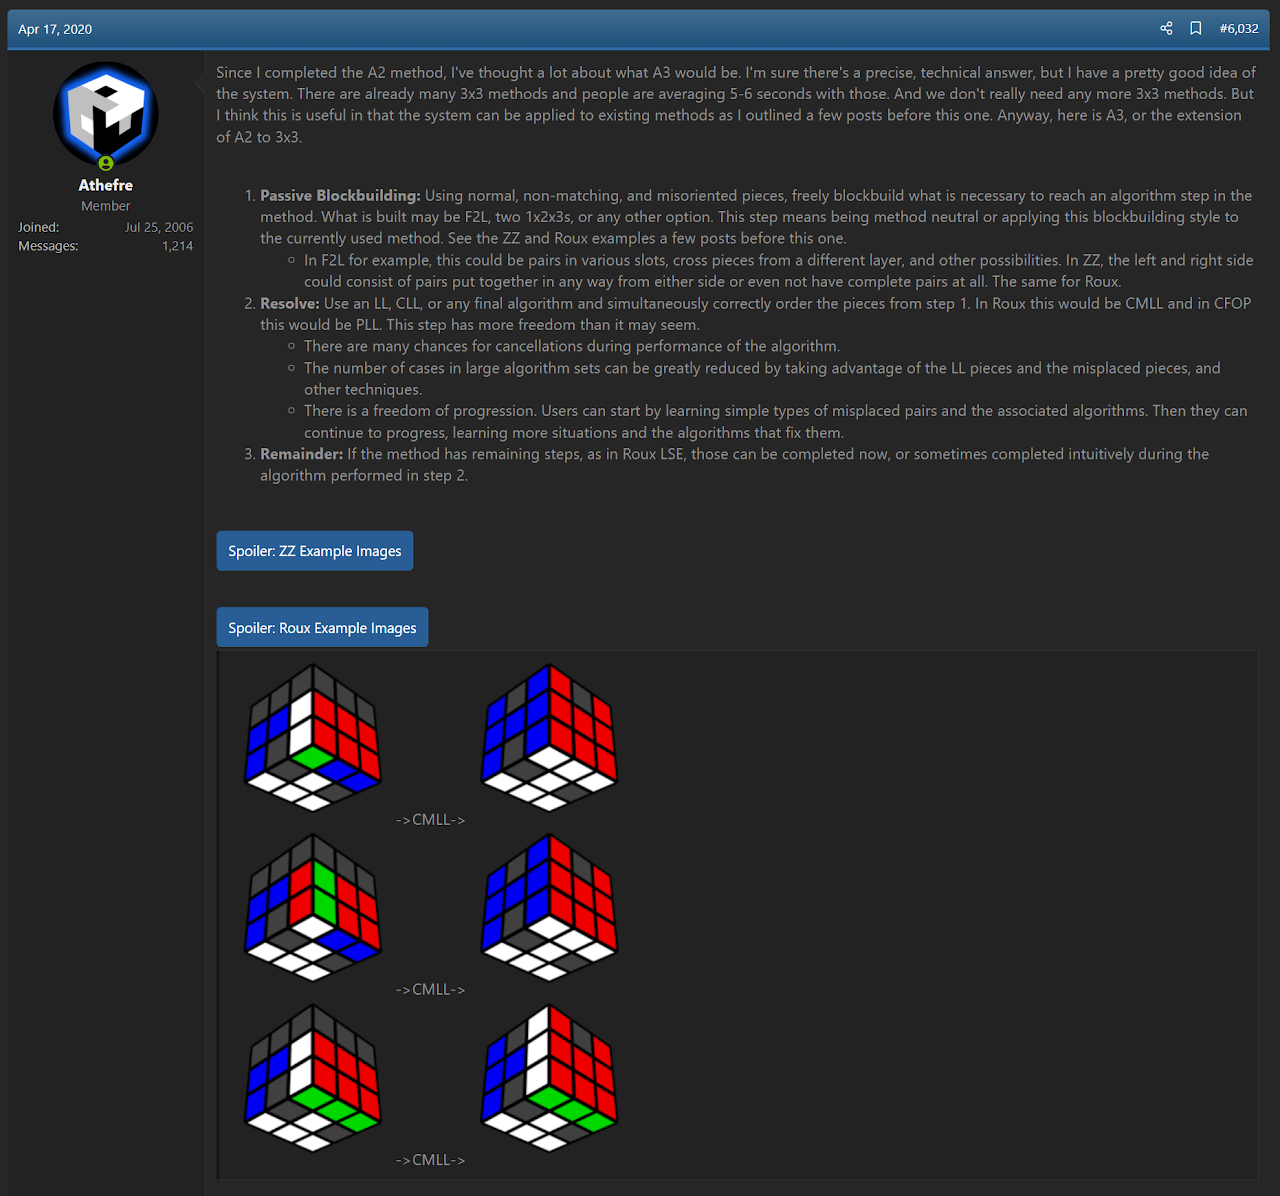 Apr 17, 2020
#6,032
Athefre
Member
Joined: Jul 25, 2006
Messages: 1,214
Since I completed the A2 method, I've thought a lot about what A3 would be. I'm sure there's a precise, technical answer, but I have a pretty good idea of
the system. There are already many 3x3 methods and people are averaging 5-6 seconds with those. And we don't really need any more 3x3 methods. But
I think this is useful in that the system can be applied to existing methods as I outlined a few posts before this one. Anyway, here is A3, or the extension
of A2 to 3x3.
1. Passive Blockbuilding: Using normal, non-matching, and misoriented pieces, freely blockbuild what is necessary to reach an algorithm step in the
method. What is built may be F2L, two 1x2x3s, or any other option. This step means being method neutral or applying this blockbuilding style to
the currently used method. See the ZZ and Roux examples a few posts before this one.
○ In F2L for example, this could be pairs in various slots, cross pieces from a different layer, and other possibilities. In ZZ, the left and right side
could consist of pairs put together in any way from either side or even not have complete pairs at all. The same for Roux.
2. Resolve: Use an LL, CLL, or any final algorithm and simultaneously correctly order the pieces from step 1. In Roux this would be CMLL and in CFOP
this would be PLL. This step has more freedom than it may seem.
○ There are many chances for cancellations during performance of the algorithm.
○ The number of cases in large algorithm sets can be greatly reduced by taking advantage of the LL pieces and the misplaced pieces, and
other techniques.
○ There is a freedom of progression. Users can start by learning simple types of misplaced pairs and the associated algorithms. Then they can
continue to progress, learning more situations and the algorithms that fix them.
3. Remainder: If the method has remaining steps, as in Roux LSE, those can be completed now, or sometimes completed intuitively during the
algorithm performed in step 2.
Spoiler: ZZ Example Images
Spoiler: Roux Example Images
->CMLL->
->CMLL->
->CMLL->